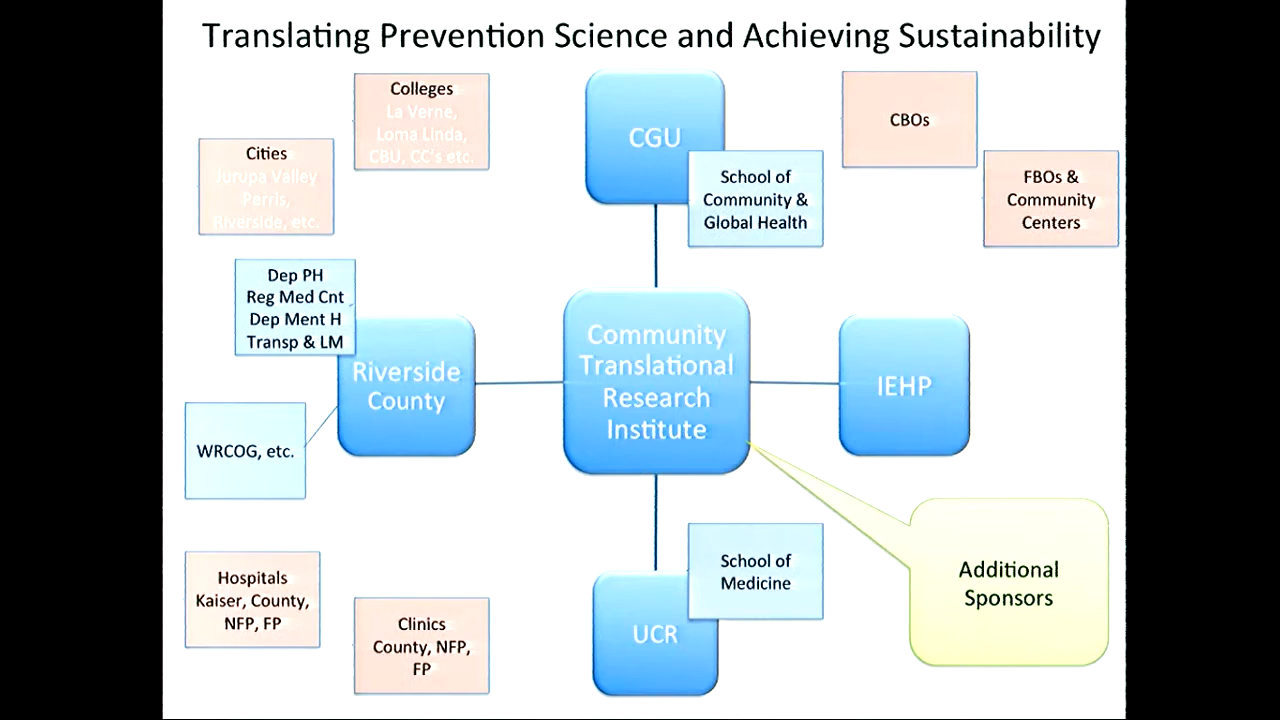 Translating Prevention Science and Achieving Sustainability
Colleges
La Verne,
Loma Linda,
CBU, CC's etc.
CGU
School of
Community &
Global Health
CBOs
Cities
Jurupa Valley
Perris,
Riverside, etc.
FBOs &
Community
Centers
Dep PH
Reg Med Cnt
Dep Ment H
Transp & LM
Riverside
County
Community
Translational
Research
Institute
IEHP
WRCOG, etc.
Hospitals
Kaiser, County,
NFP, FP
Clinics
County, NFP,
FP
School of
Medicine
UCR
Additional
Sponsors